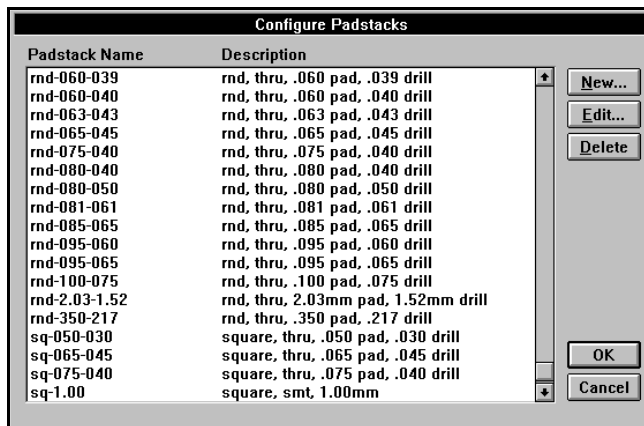 Configure Padstacks
Padstack Name Description
rnd-060-039 rnd, thru, .060 pad, .039 drill
rnd-060-040 rnd, thru, .060 pad, .040 drill
rnd-063-043 rnd, thru, .063 pad, .043 drill
rnd-065-045 rnd, thru, .065 pad, .045 drill
rnd-075-040 rnd, thru, .075 pad, .040 drill
rnd-080-040 rnd, thru, .080 pad, .040 drill
rnd-080-050 rnd, thru, .080 pad, .050 drill
rnd-081-061 rnd, thru, .081 pad, .061 drill
rnd-085-065 rnd, thru, .085 pad, .065 drill
rnd-095-060 rnd, thru, .095 pad, .060 drill
rnd-095-065 rnd, thru, .095 pad, .065 drill
rnd-100-075 rnd, thru, .100 pad, .075 drill
rnd-2.03-1.52 rnd, thru, 2.03mm pad, 1.52mm drill
rnd-350-217 rnd, thru, .350 pad, .217 drill
sq-050-030 square, thru, .050 pad, .030 drill
sq-065-045 square, thru, .065 pad, .045 drill
sq-075-040 square, thru, .075 pad, .040 drill
sq-1.00 square, smt, 1.00mm
New...
Edit...
Delete
OK
Cancel